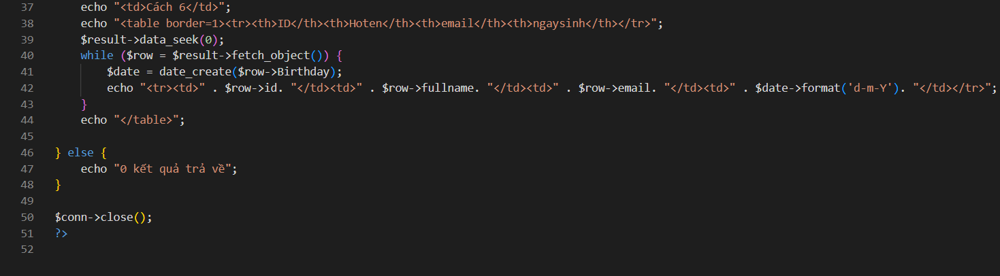 37 echo "<td>Cách 6</td>";
38 echo "<table border=1><tr><th>ID</th><th>Hoten</th><th>email</th><th>ngaysinh</th></tr>";
39 $result->data_seek(0);
40 while ($row = $result->fetch_object()) {
41 $date = date_create($row->Birthday);
42 echo "<tr><td>" . $row->id. "</td><td>" . $row->fullname. "</td><td>" . $row->email. "</td><td>" . $date->format('d-m-Y'). "</td></tr>";
43 }
44 echo "</table>";
45
46 } else {
47 echo "0 kết quả trả về";
48 }
49
50 $conn->close();
51 ?>
52